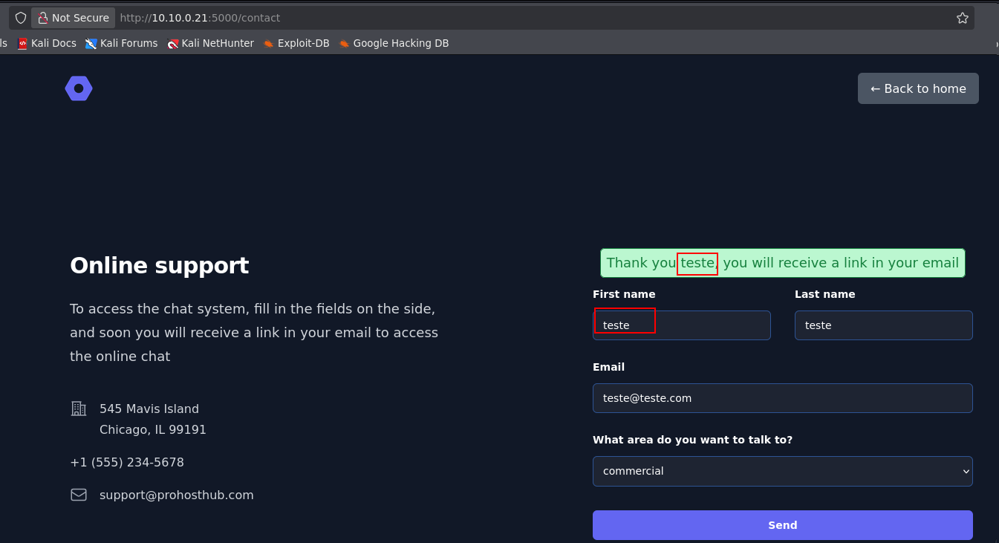 Not Secure http://10.10.0.21:5000/contact
ls Kali Docs Kali Forums Kali NetHunter Exploit-DB Google Hacking DB
← Back to home
Online support
To access the chat system, fill in the fields on the side,
and soon you will receive a link in your email to access
the online chat
545 Mavis Island
Chicago, IL 99191
+1 (555) 234-5678
support@prohosthub.com
Thank you teste, you will receive a link in your email
First name Last name
teste teste
Email
teste@teste.com
What area do you want to talk to?
commercial
Send